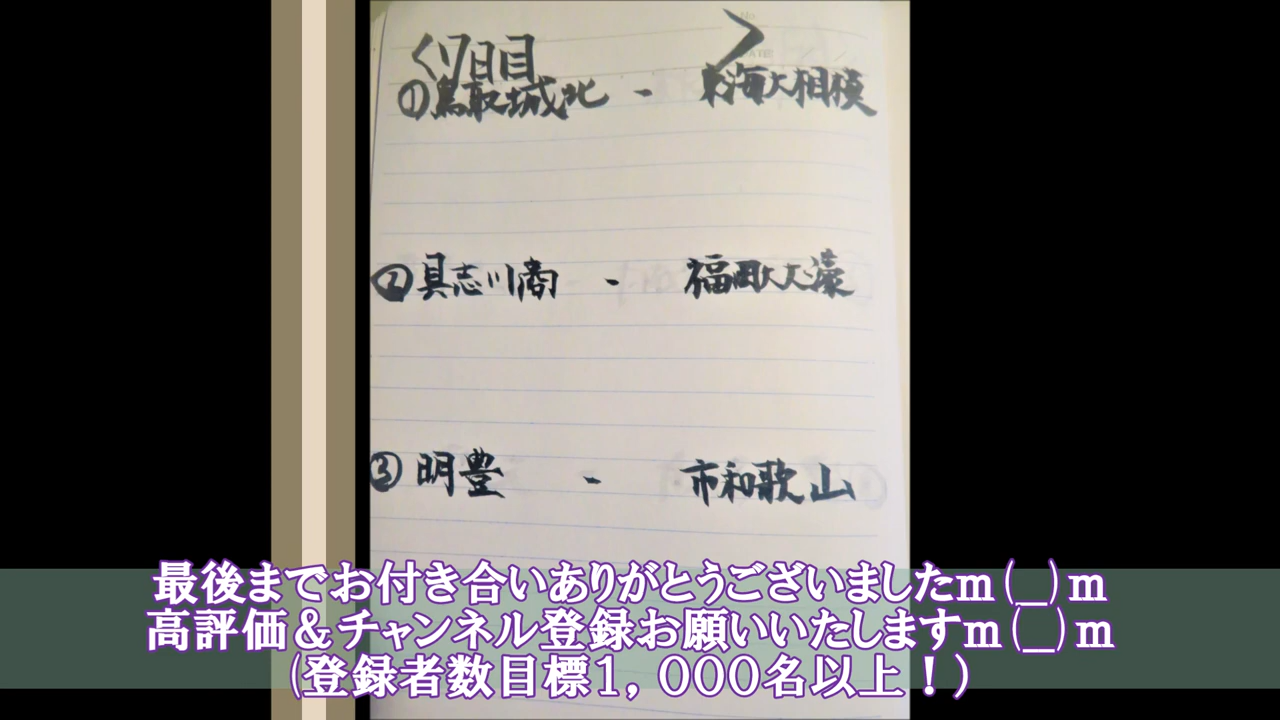 <7日目>
①鳥取城北 - 東海大相模
②具志川商 - 福岡大大濠
③明豊 - 市和歌山
最後までお付き合いありがとうございましたm(_)m
高評価&チャンネル登録お願いいたしますm(_)m
(登録者数目標1,000名以上!)